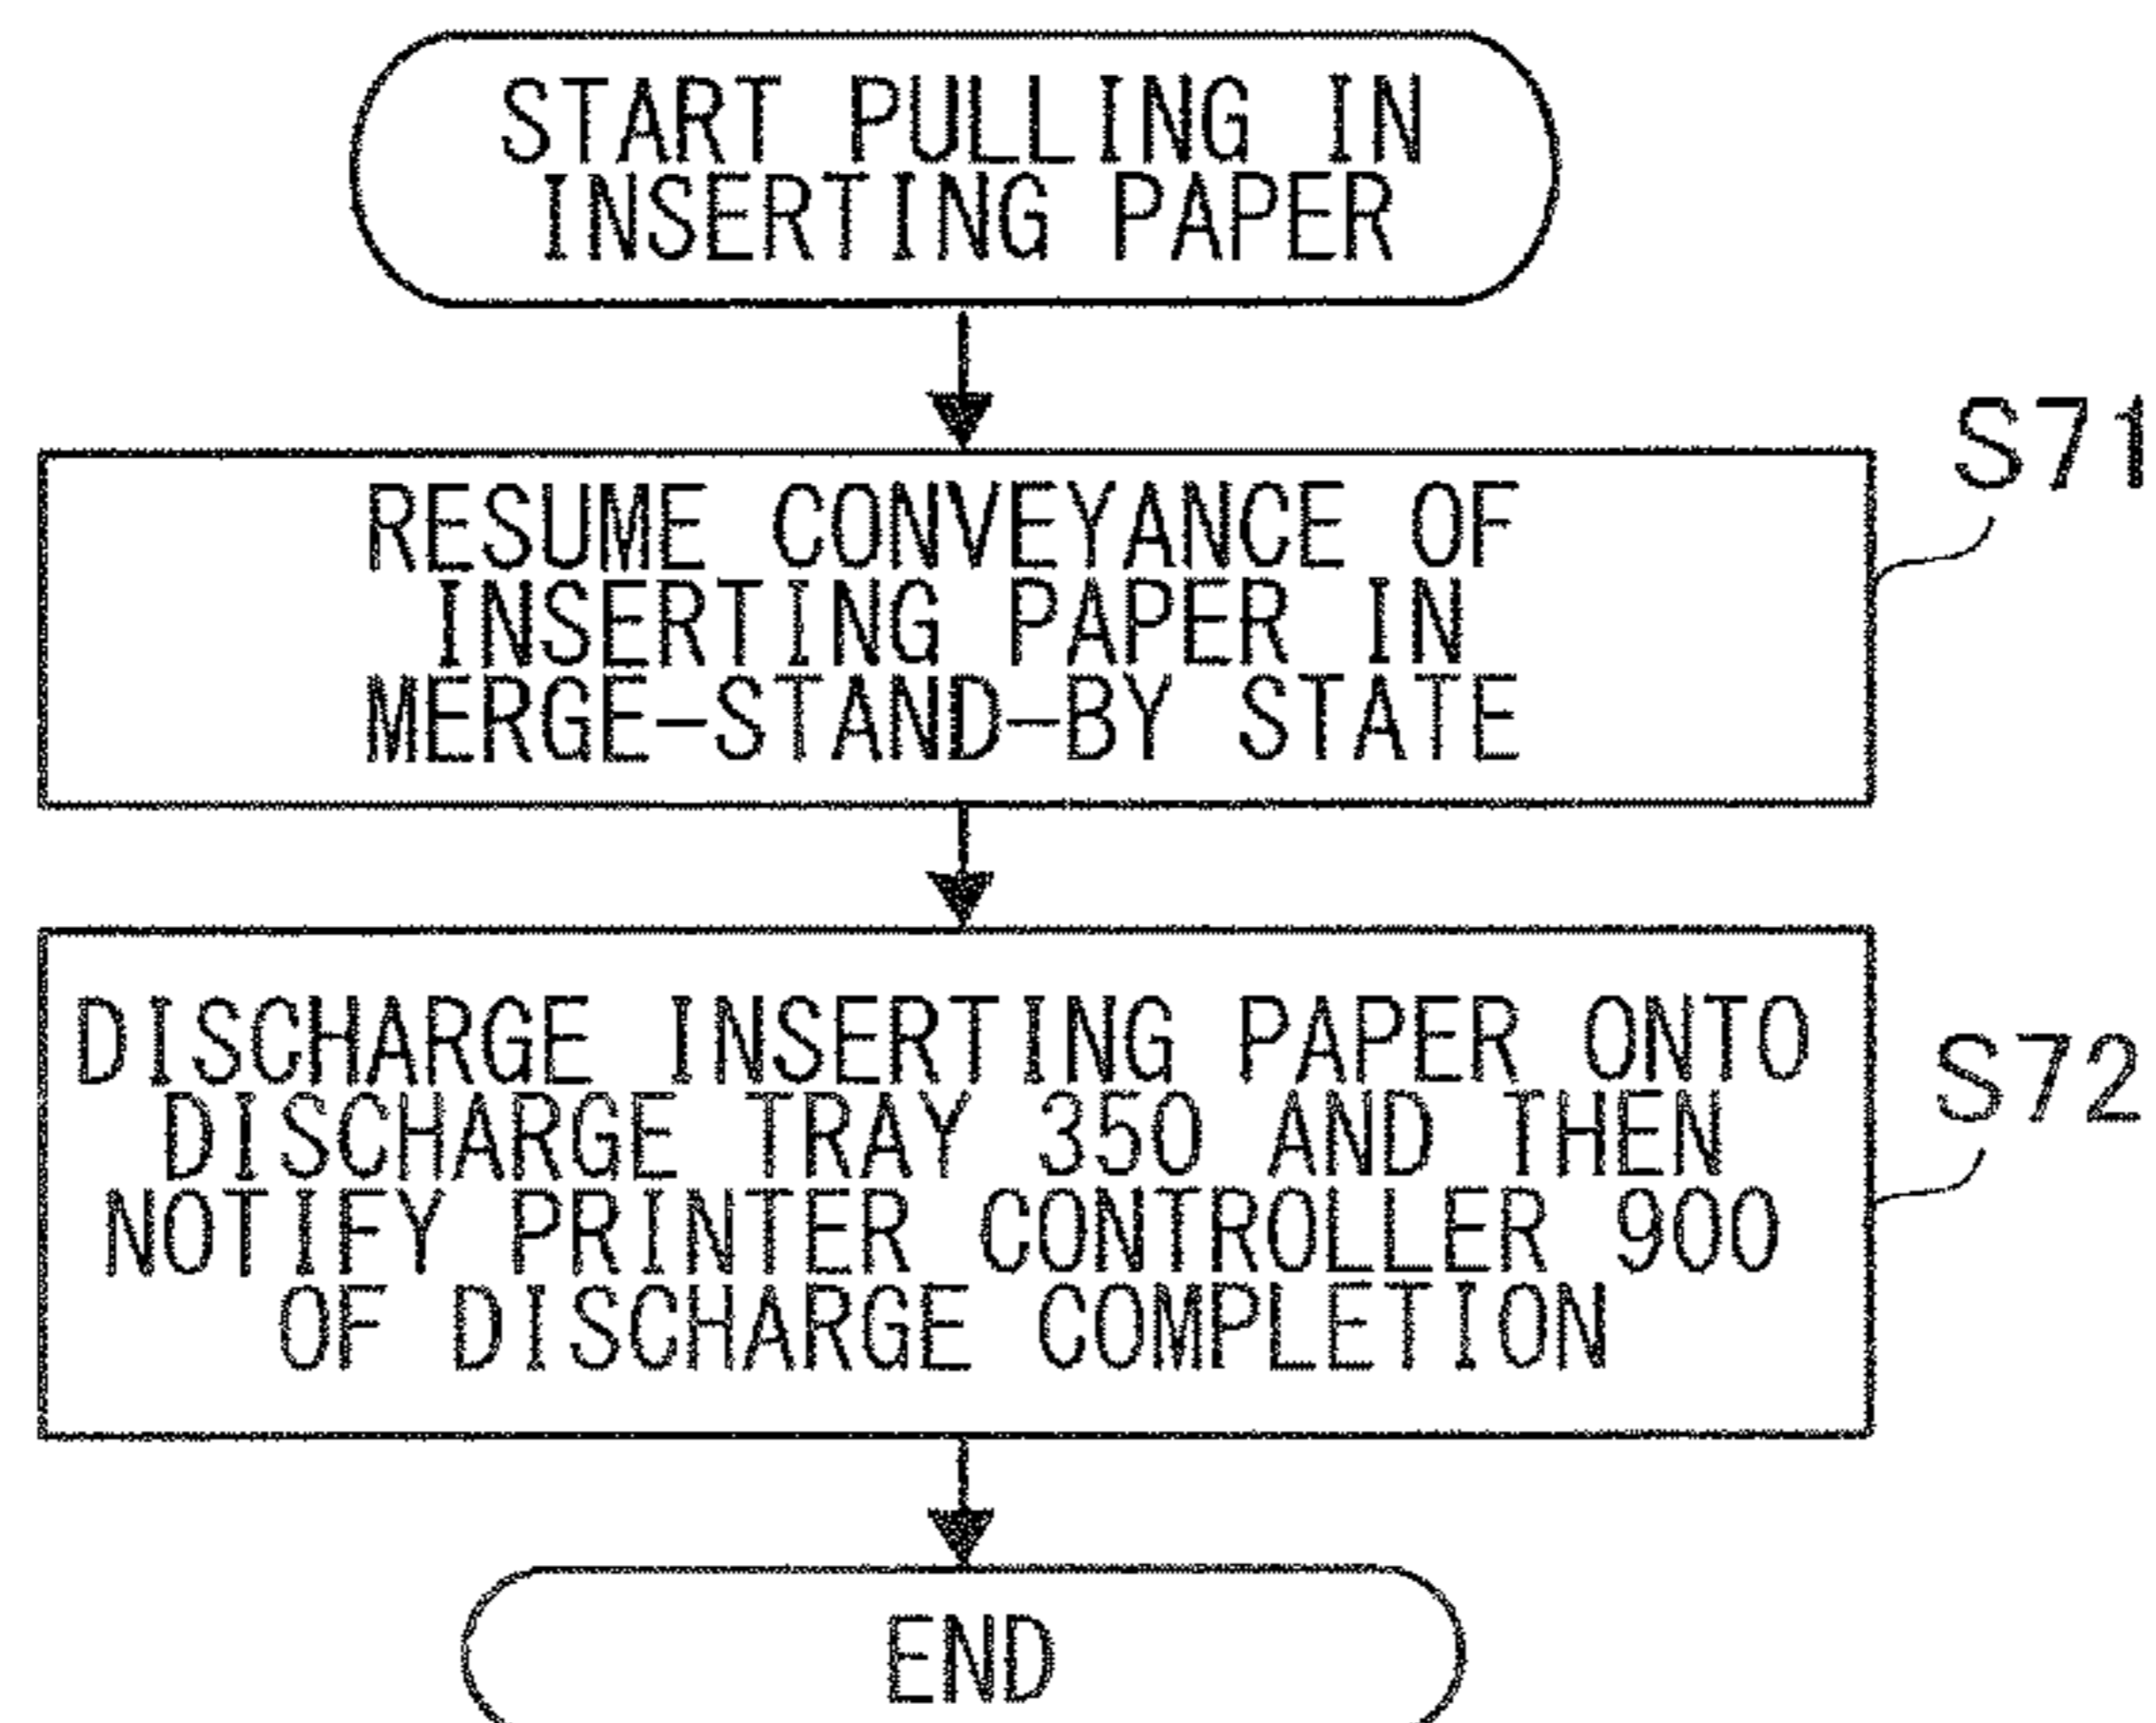 START PULLING IN
INSERTING PAPER
S71
RESUME CONVEYANCE OF
INSERTING PAPER IN
MERGE-STAND-BY STATE
S72
DISCHARGE INSERTING PAPER ONTO
DISCHARGE TRAY 350 AND THEN
NOTIFY PRINTER CONTROLLER 900
OF DISCHARGE COMPLETION
END